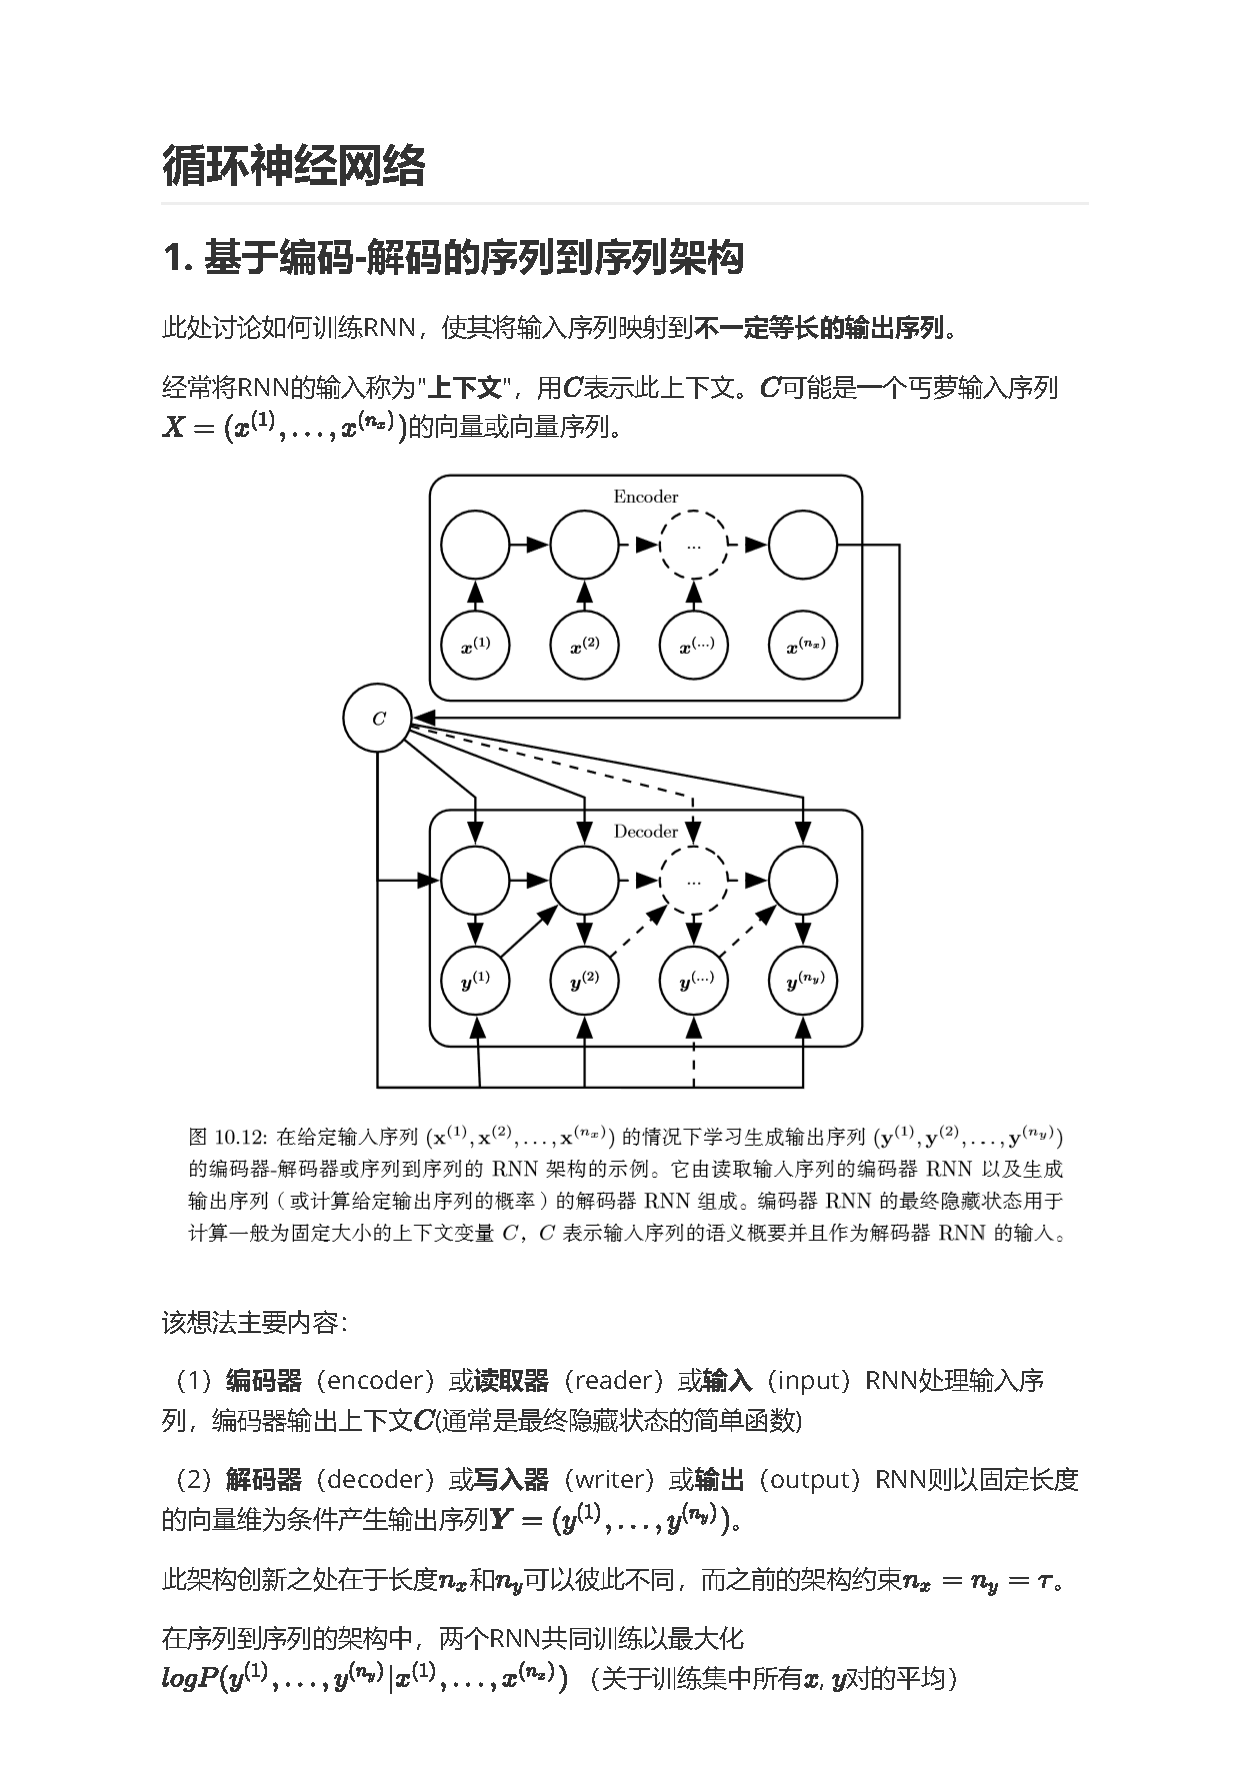 循环神经网络
1. 基于编码-解码的序列到序列架构
此处讨论如何训练RNN，使其将输入序列映射到不一定等长的输出序列。
经常将RNN的输入称为"上下文"，用C表示此上下文。C可能是一个丐萝输入序列
X = (x^(1), . . . , x^(n_x))的向量或向量序列。
Encoder
...
x^(1) x^(2) x^(...) x^(n_x)
C
Decoder
...
y^(1) y^(2) y^(...) y^(n_y)
图 10.12: 在给定输入序列 (x^(1), x^(2), . . . , x^(n_x)) 的情况下学习生成输出序列 (y^(1), y^(2), . . . , y^(n_y))
的编码器-解码器或序列到序列的 RNN 架构的示例。它由读取输入序列的编码器 RNN 以及生成
输出序列（或计算给定输出序列的概率）的解码器 RNN 组成。编码器 RNN 的最终隐藏状态用于
计算一般为固定大小的上下文变量 C，C 表示输入序列的语义概要并且作为解码器 RNN 的输入。
该想法主要内容：
（1）编码器（encoder）或读取器（reader）或输入（input）RNN处理输入序
列，编码器输出上下文C(通常是最终隐藏状态的简单函数)
（2）解码器（decoder）或写入器（writer）或输出（output）RNN则以固定长度
的向量维为条件产生输出序列Y = (y^(1), . . . , y^(n_y))。
此架构创新之处在于长度n_x和n_y可以彼此不同，而之前的架构约束n_x = n_y = τ。
在序列到序列的架构中，两个RNN共同训练以最大化
logP(y^(1), . . . , y^(n_y)|x^(1), . . . , x^(n_x))（关于训练集中所有x, y对的平均）